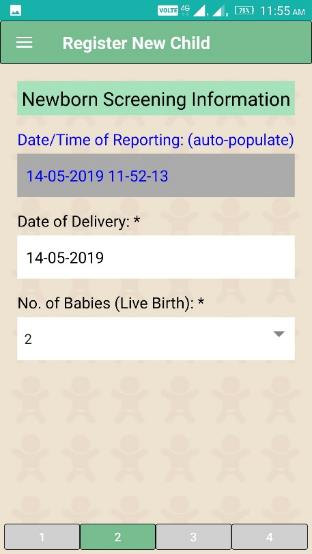 VOLTE 4G 79% 11:55 AM
Register New Child
Newborn Screening Information
Date/Time of Reporting: (auto-populate)
14-05-2019 11-52-13
Date of Delivery: *
14-05-2019
No. of Babies (Live Birth): *
2
1 2 3 4